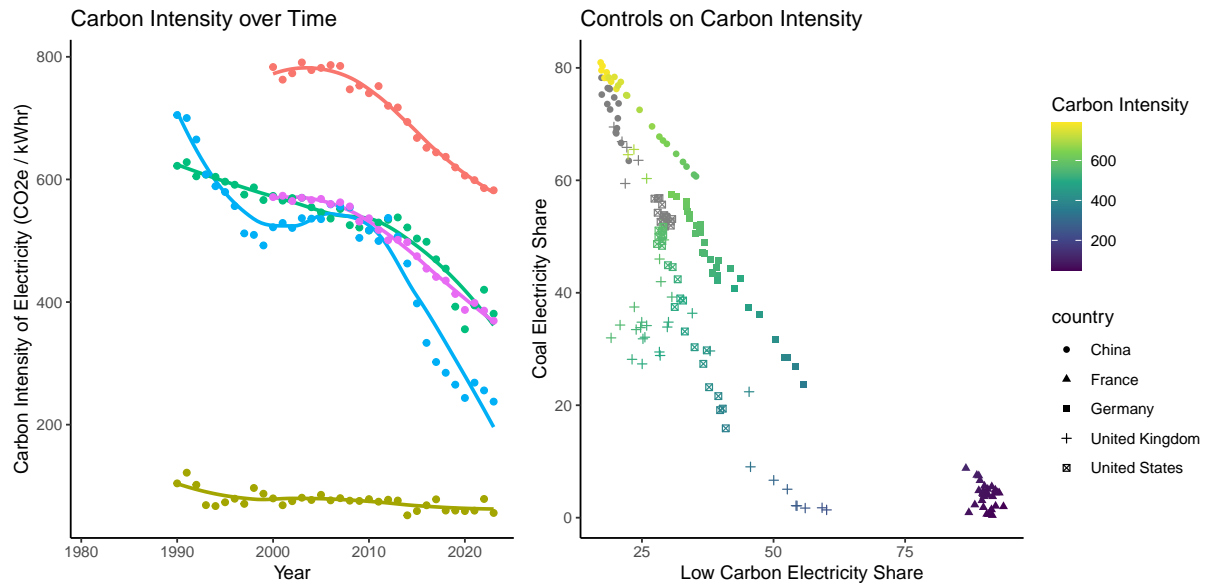 Carbon Intensity over Time
Carbon Intensity of Electricity (CO2e / kWhr)
800
600
400
200
1980
1990
2000
2010
2020
Year
Controls on Carbon Intensity
Coal Electricity Share
80
60
40
20
0
25
50
75
Low Carbon Electricity Share
Carbon Intensity
600
400
200
country
China
France
Germany
United Kingdom
United States